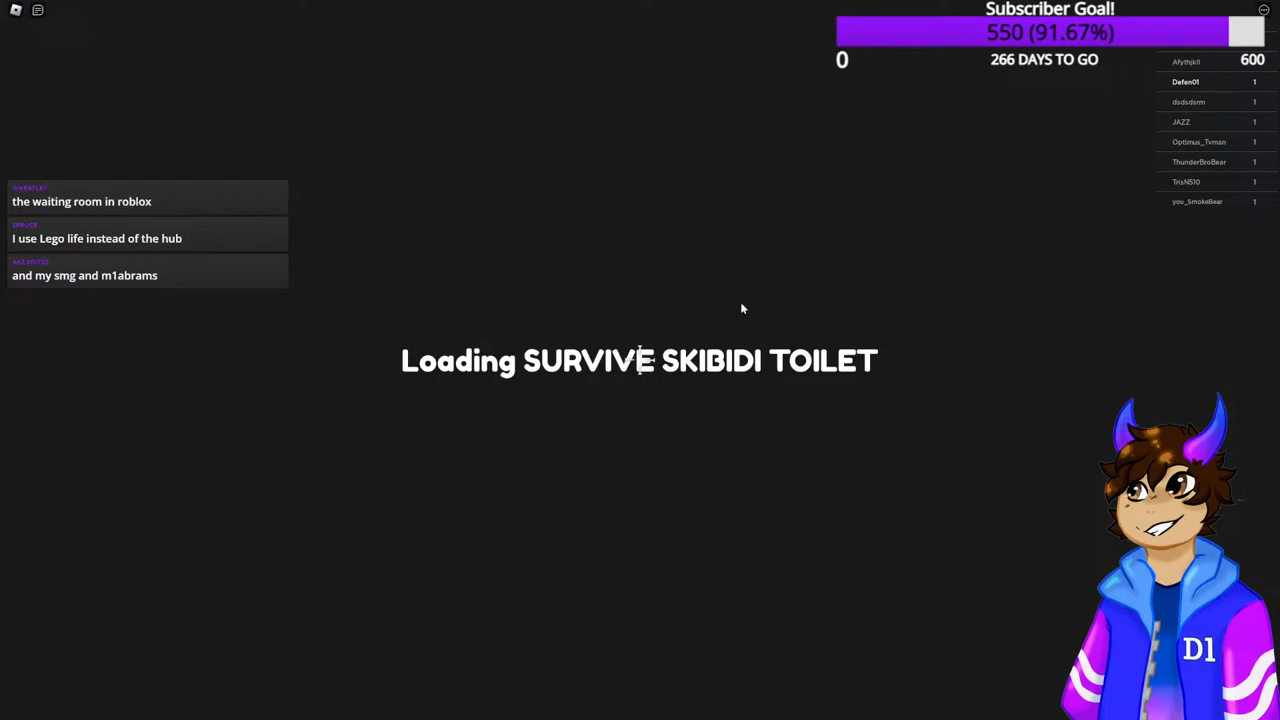 Subscriber Goal!
550 (91.67%)
0
266 DAYS TO GO
600
Afythjkll
Defen01 1
dsdsdsrm 1
JAZZ 1
Optimus_Tvman 1
ThunderBroBear 1
TrisN510 1
you_SmokeBear 1
WHEATLEY
the waiting room in roblox
SPRUCE
I use Lego life instead of the hub
and my smg and m1abrams
Loading SURVIVE SKIBIDI TOILET
D1